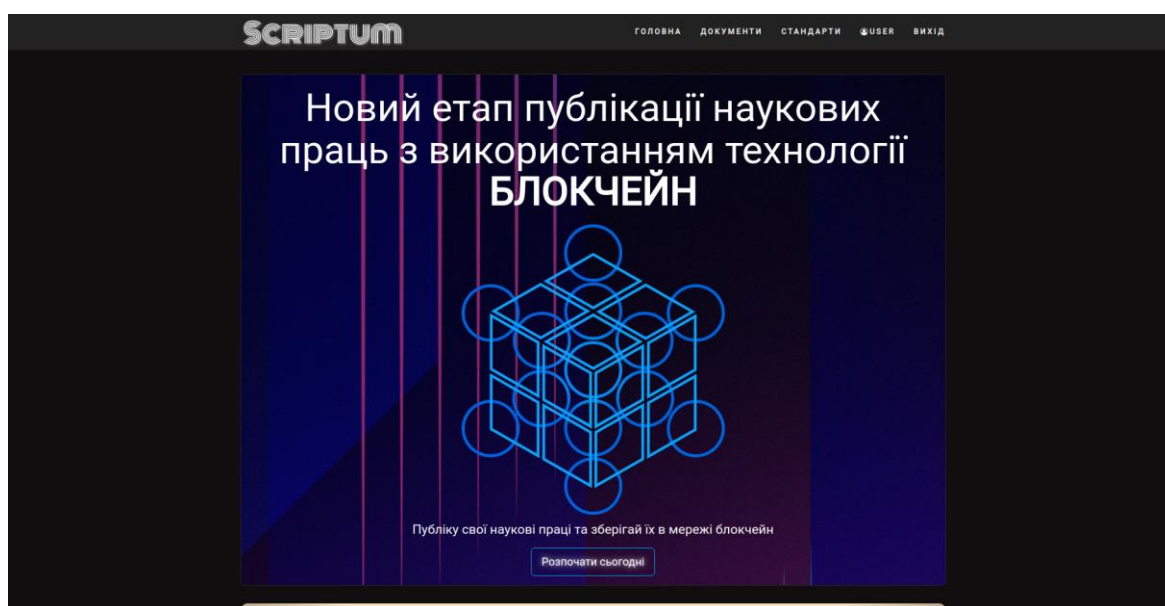 Scriptum
ГОЛОВНА ДОКУМЕНТИ СТАНДАРТИ USER ВИХІД
Новий етап публікації наукових
праць з використанням технології
БЛОКЧЕЙН
Публіку свої наукові праці та зберігай їх в мережі блокчейн
Розпочати сьогодні